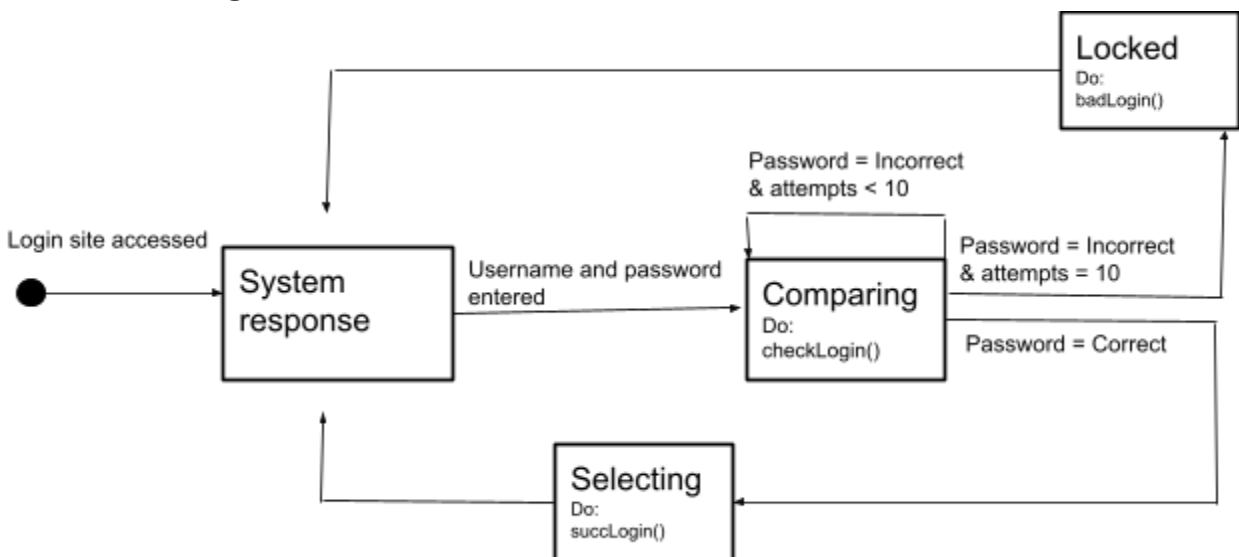 Locked
Do:
badLogin()
Password = Incorrect
& attempts < 10
Login site accessed
System
response
Username and password
entered
Comparing
Do:
checkLogin()
Password = Incorrect
& attempts = 10
Password = Correct
Selecting
Do:
succLogin()